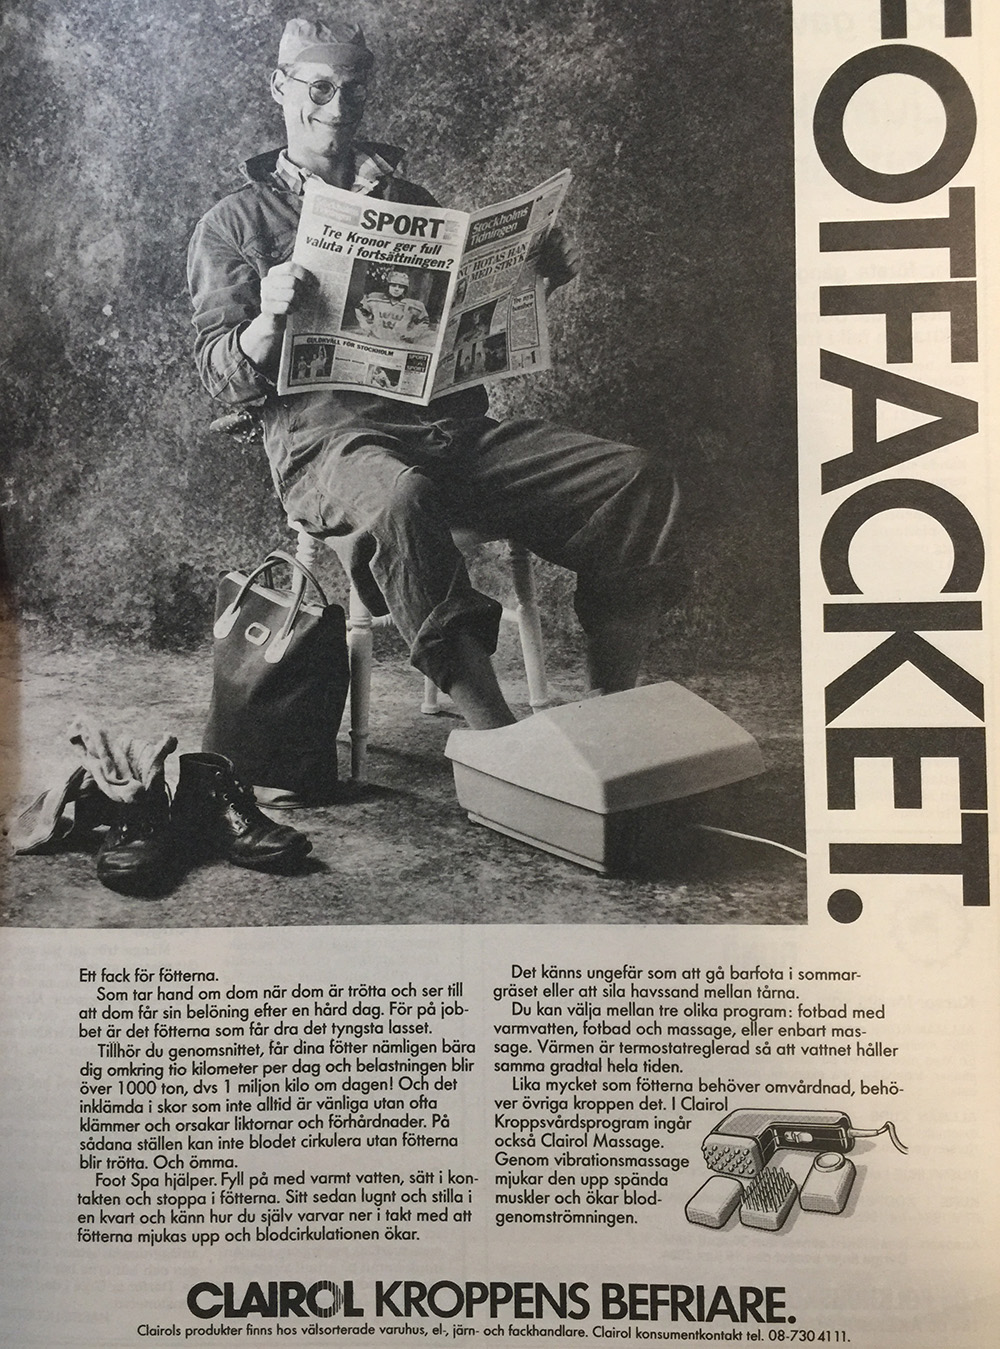 FOTFACKET.
SPORT
Tre Kronor ger full
valuta i fortsättningen?
GULDKVÄLL FÖR STOCKHOLM
SPORT
SPORT
Stockholms
Tidningen
NU HOTAS HAN
MED STRYK
Ett fack för fötterna.
Som tar hand om dom när dom är trötta och ser till
att dom får sin belöning efter en hård dag. För på job-
bet är det fötterna som får dra det tyngsta lasset.
Tillhör du genomsnittet, får dina fötter nämligen bära
dig omkring tio kilometer per dag och belastningen blir
över 1000 ton, dvs 1 miljon kilo om dagen! Och det
inklämda i skor som inte alltid är vänliga utan ofta
klämmer och orsakar liktornar och förhårdnader. På
sådana ställen kan inte blodet cirkulera utan fötterna
blir trötta. Och ömma.
Foot Spa hjälper. Fyll på med varmt vatten, sätt i kon-
takten och stoppa i fötterna. Sitt sedan lugnt och stilla i
en kvart och känn hur du själv varvar ner i takt med att
fötterna mjukas upp och blodcirkulationen ökar.
Det känns ungefär som att gå barfota i sommar-
gräset eller att sila havssand mellan tårna.
Du kan välja mellan tre olika program: fotbad med
varmvatten, fotbad och massage, eller enbart mas-
sage. Värmen är termostatreglerad så att vattnet håller
samma gradtal hela tiden.
Lika mycket som fötterna behöver omvårdnad, behö-
ver övriga kroppen det. I Clairol
Kroppsvårdsprogram ingår
också Clairol Massage.
Genom vibrationsmassage
mjukar den upp spända
muskler och ökar blod-
genomströmningen.
CLAIROL KROPPENS BEFRIARE.
Clairols produkter finns hos välsorterade varuhus, el-, järn- och fackhandlare. Clairol konsumentkontakt tel. 08-730 41 11.